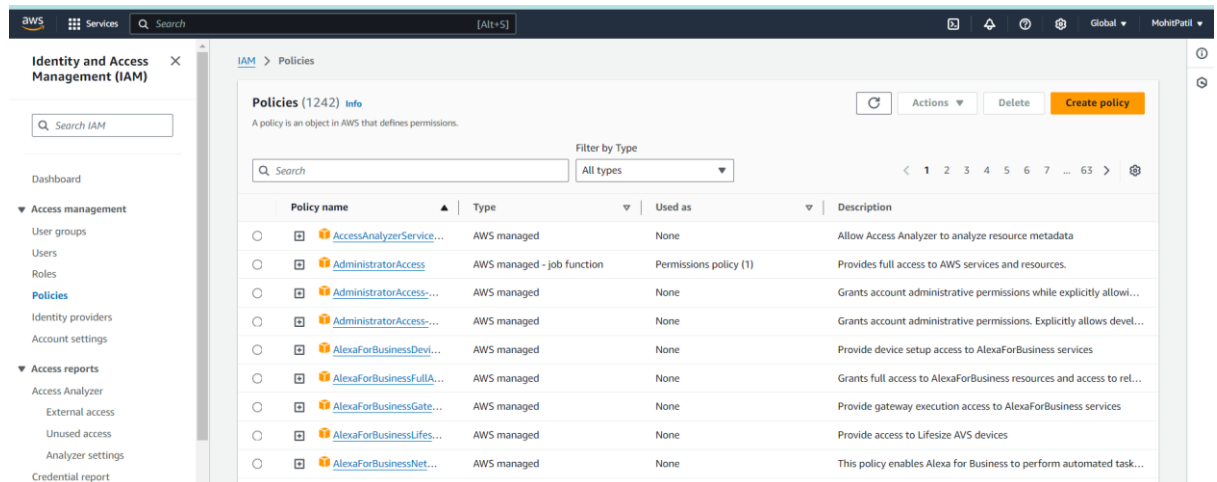 aws Services Search [Alt+S] Global MohitPatil
Identity and Access Management (IAM)
Search IAM
Dashboard
Access management
User groups
Users
Roles
Policies
Identity providers
Account settings
Access reports
Access Analyzer
External access
Unused access
Analyzer settings
Credential report
IAM > Policies
Policies (1242) Info
A policy is an object in AWS that defines permissions.
Actions Delete Create policy
Filter by Type
Search All types 1 2 3 4 5 6 7 ... 63
Policy name Type Used as Description
AccessAnalyzerService... AWS managed None Allow Access Analyzer to analyze resource metadata
AdministratorAccess AWS managed - job function Permissions policy (1) Provides full access to AWS services and resources.
AdministratorAccess-... AWS managed None Grants account administrative permissions while explicitly allowi...
AdministratorAccess-... AWS managed None Grants account administrative permissions. Explicitly allows devel...
AlexaForBusinessDevi... AWS managed None Provide device setup access to AlexaForBusiness services
AlexaForBusinessFullA... AWS managed None Grants full access to AlexaForBusiness resources and access to rel...
AlexaForBusinessGate... AWS managed None Provide gateway execution access to AlexaForBusiness services
AlexaForBusinessLifes... AWS managed None Provide access to Lifesize AVS devices
AlexaForBusinessNet... AWS managed None This policy enables Alexa for Business to perform automated task...